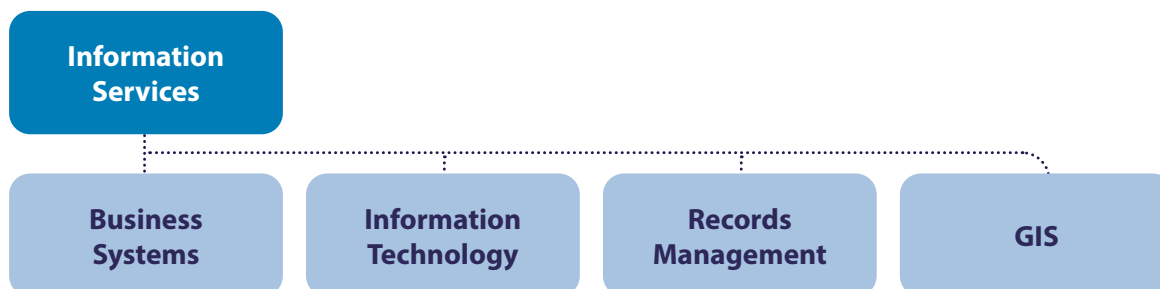 Information
Services
Business
Systems
Information
Technology
Records
Management
GIS